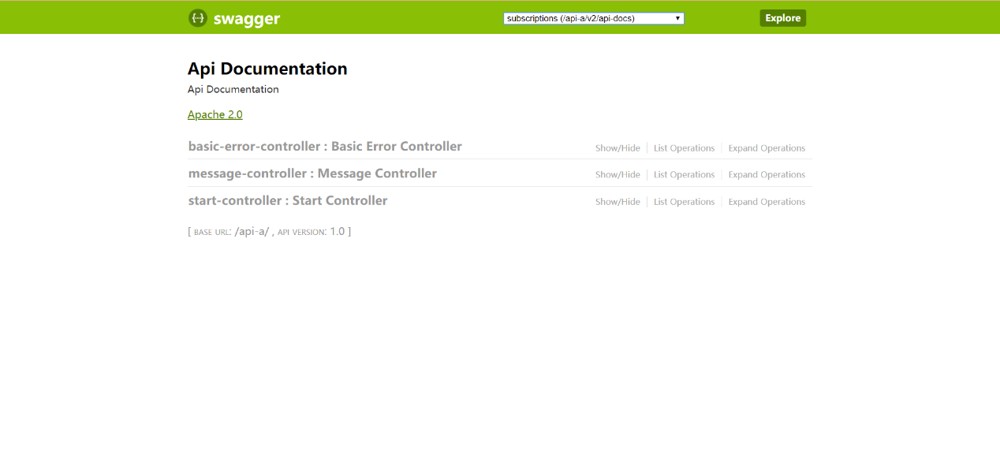 {···} swagger subscriptions (/api-a/v2/api-docs) Explore
Api Documentation
Api Documentation
Apache 2.0
basic-error-controller : Basic Error Controller Show/Hide List Operations Expand Operations
message-controller : Message Controller Show/Hide List Operations Expand Operations
start-controller : Start Controller Show/Hide List Operations Expand Operations
[ BASE URL: /api-a/ , API VERSION: 1.0 ]